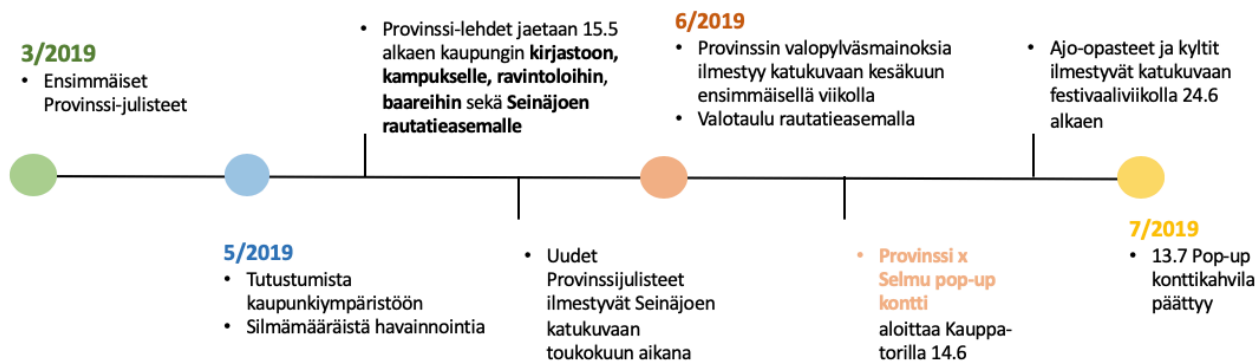 3/2019
• Ensimmäiset
Provinssi-julisteet
• Provinssi-lehdet jaetaan 15.5
alkaen kaupungin kirjastoon,
kampukselle, ravintoloihin,
baareihin sekä Seinäjoen
rautatieasemalle
6/2019
• Provinssin valopylväsmainoksia
ilmestyy katukuvaan kesäkuun
ensimmäisellä viikolla
• Valotaulu rautatieasemalla
• Ajo-opasteet ja kyltit
ilmestyvät katukuvaan
festivaaliviikolla 24.6
alkaen
5/2019
• Tutustumista
kaupunkiympäristöön
• Silmämääräistä havainnointia
• Uudet
Provinssijulisteet
ilmestyvät Seinäjoen
katukuvaan
toukokuun aikana
• Provinssi x
Selmu pop-up
kontti
aloittaa Kauppa-
torilla 14.6
7/2019
• 13.7 Pop-up
konttikahvila
päättyy